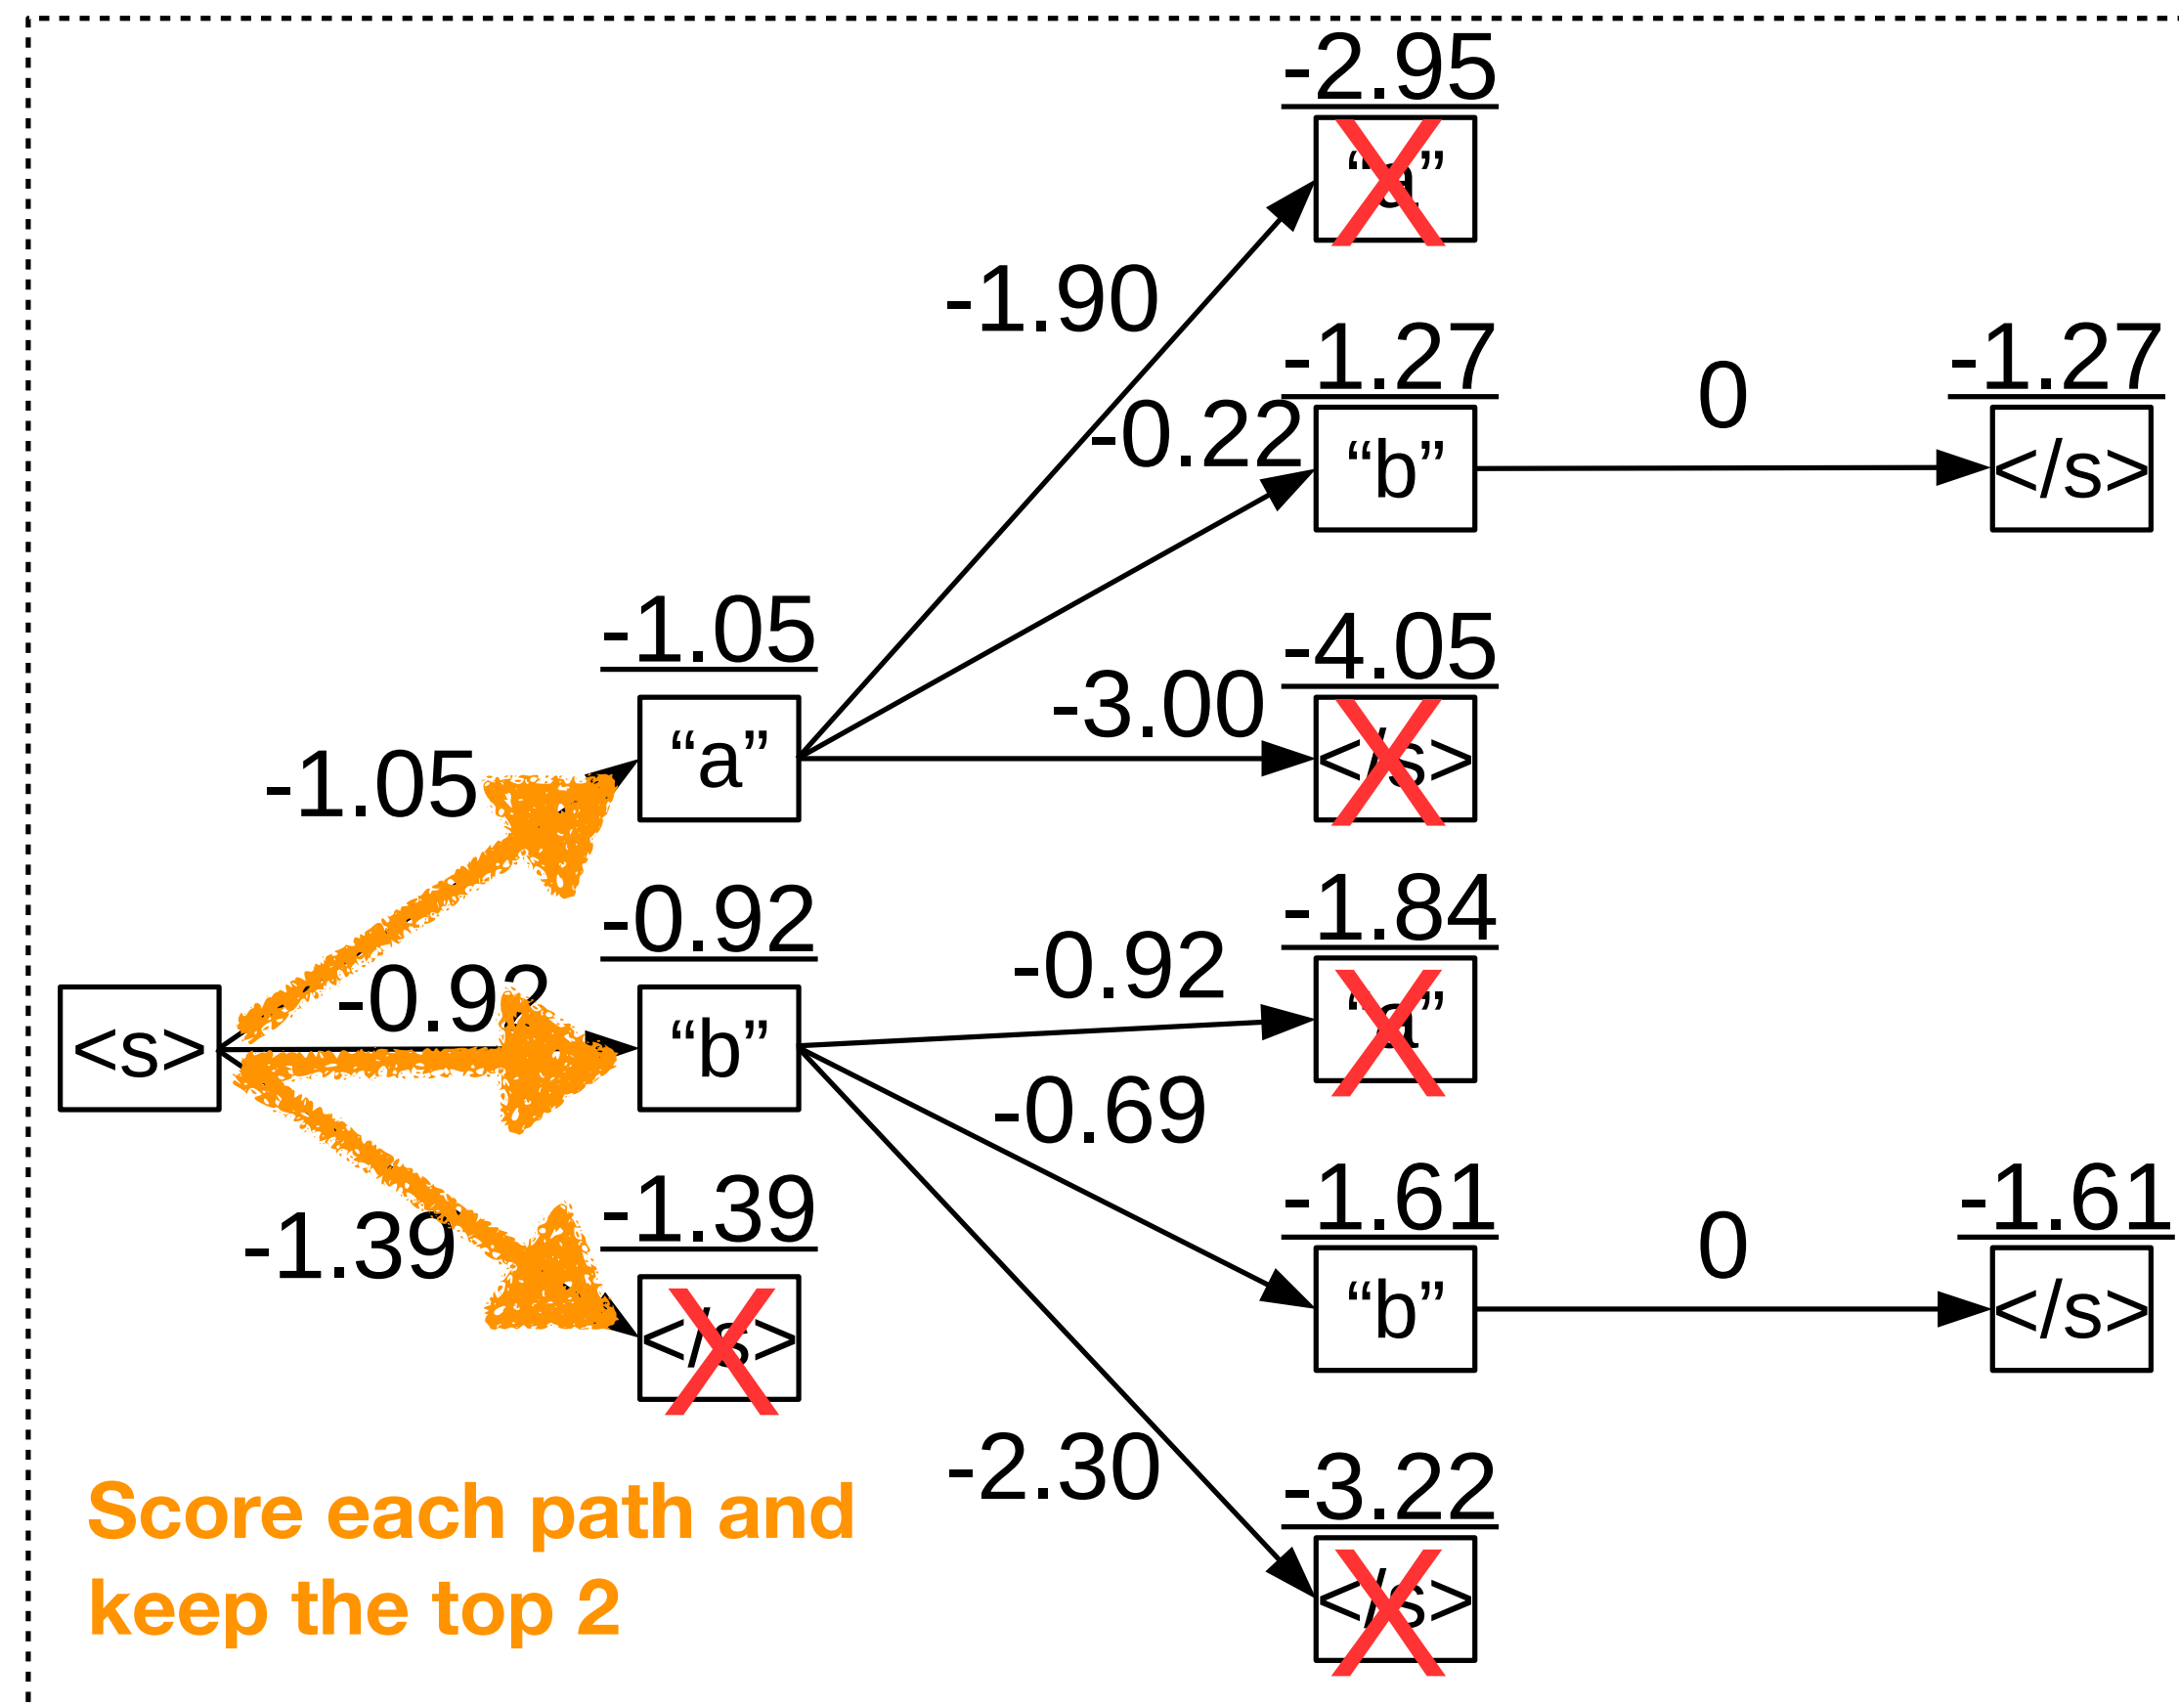 -2.95
“a”
-1.90
-1.27
-1.27
0
-0.22
“b”
</s>
-1.05
-4.05
-3.00
“a”
</s>
-1.05
-0.92
-1.84
-0.92
“a”
-0.92
<s>
“b”
-0.69
-1.39
-1.61
-1.61
-1.39
0
</s>
“b”
</s>
-2.30
-3.22
</s>
Score each path and
keep the top 2